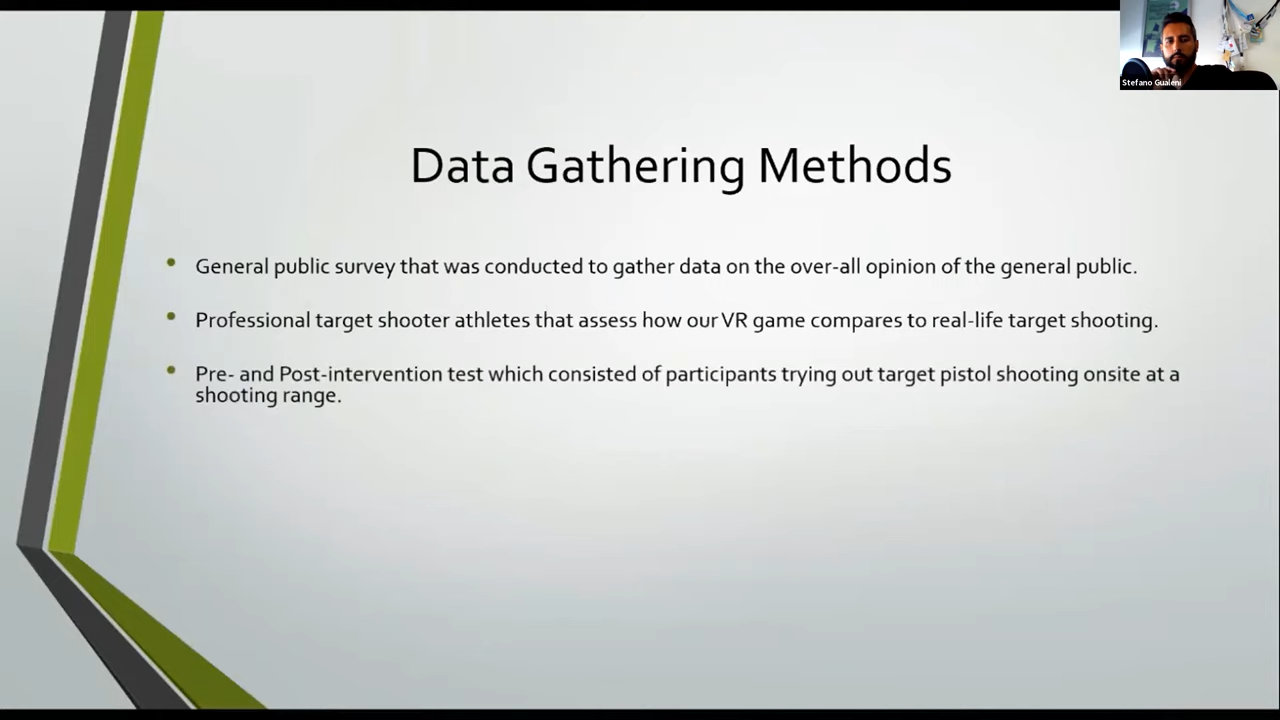 Stefano Gualeni
Data Gathering Methods
• General public survey that was conducted to gather data on the over-all opinion of the general public.
• Professional target shooter athletes that assess how our VR game compares to real-life target shooting.
• Pre- and Post-intervention test which consisted of participants trying out target pistol shooting onsite at a
shooting range.